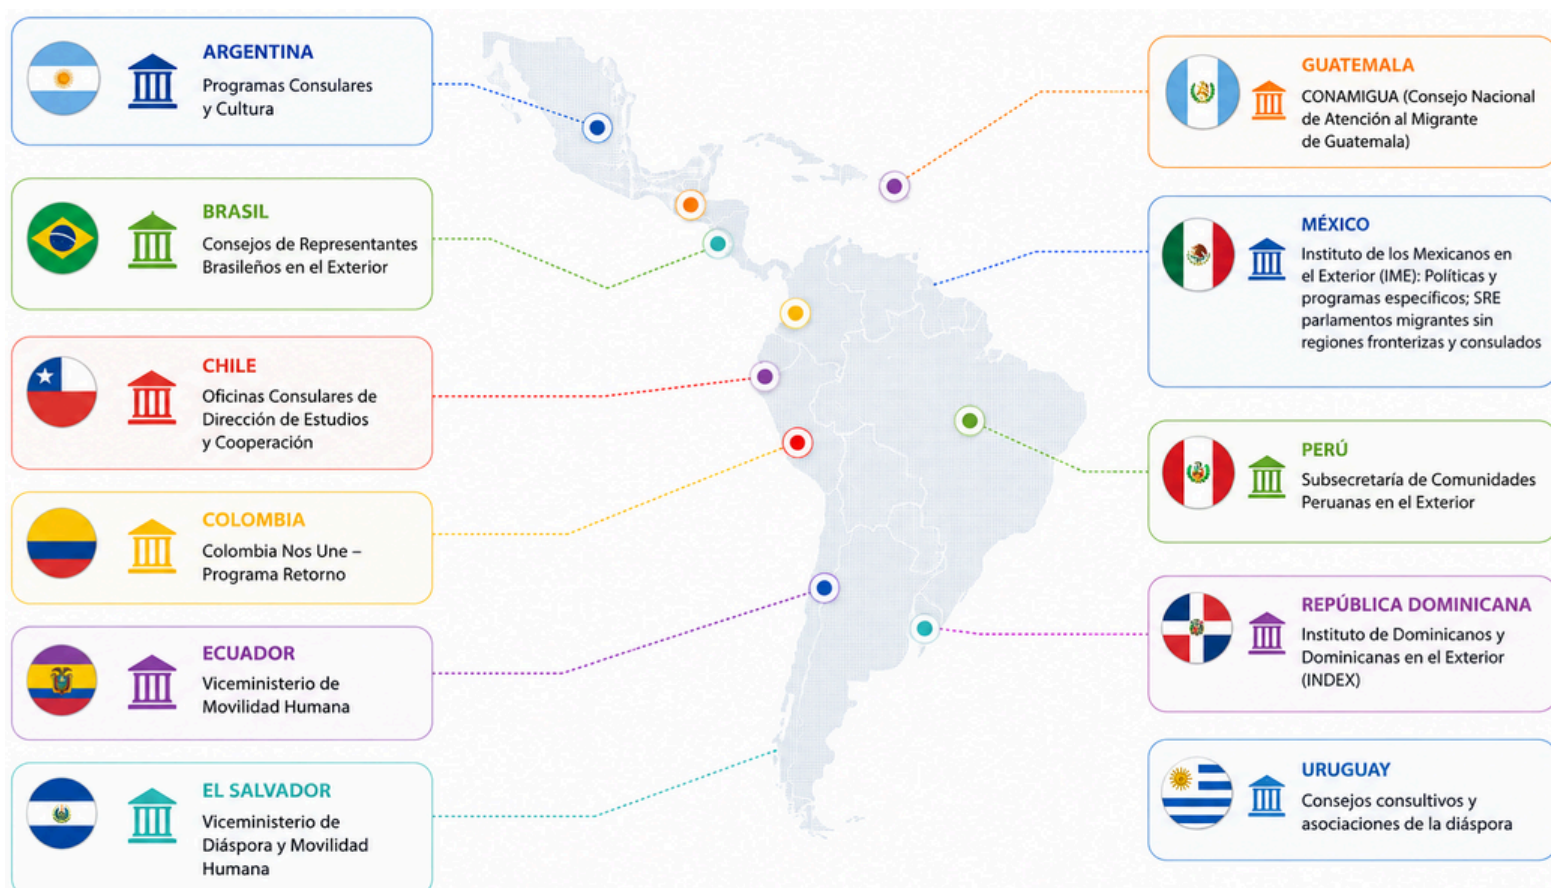 ARGENTINA
Programas Consulares
y Cultura
BRASIL
Consejos de Representantes
Brasileños en el Exterior
CHILE
Oficinas Consulares de
Dirección de Estudios
y Cooperación
COLOMBIA
Colombia Nos Une –
Programa Retorno
ECUADOR
Viceministerio de
Movilidad Humana
EL SALVADOR
Viceministerio de
Diáspora y Movilidad
Humana
GUATEMALA
CONAMIGUA (Consejo Nacional
de Atención al Migrante
de Guatemala)
MÉXICO
Instituto de los Mexicanos en
el Exterior (IME): Políticas y
programas específicos; SRE
parlamentos migrantes sin
regiones fronterizas y consulados
PERÚ
Subsecretaría de Comunidades
Peruanas en el Exterior
REPÚBLICA DOMINICANA
Instituto de Dominicanos y
Dominicanas en el Exterior
(INDEX)
URUGUAY
Consejos consultivos y
asociaciones de la diáspora